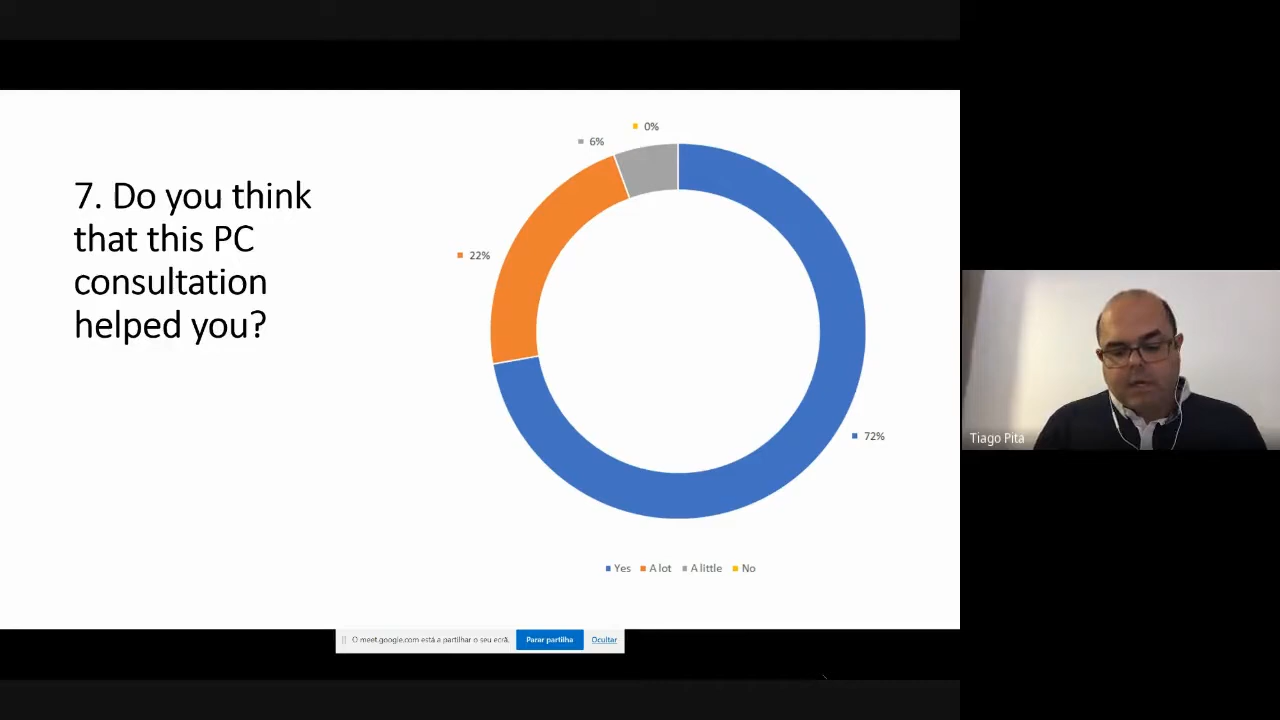 7. Do you think
that this PC
consultation
helped you?
0%
6%
22%
72%
Yes A lot A little No
Tiago Pita
O meet.google.com está a partilhar o seu ecrã. Parar partilha Ocultar